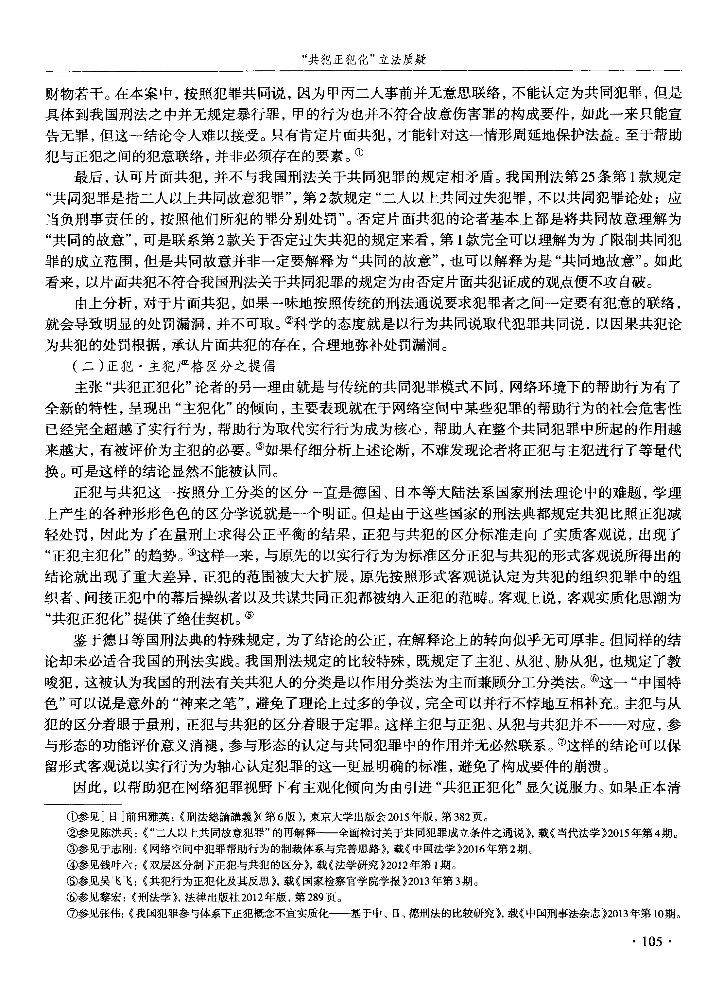 “共犯正犯化”立法质疑
财物若干。在本案中，按照犯罪共同说，因为甲丙二人事前并无意思联络，不能认定为共同犯罪，但是
具体到我国刑法之中并无规定暴行罪，甲的行为也并不符合故意伤害罪的构成要件，如此一来只能宣
告无罪，但这一结论令人难以接受。只有肯定片面共犯，才能针对这一情形周延地保护法益。至于帮助
犯与正犯之间的犯意联络，并非必须存在的要素。①
最后，认可片面共犯，并不与我国刑法关于共同犯罪的规定相矛盾。我国刑法第25条第1款规定
“共同犯罪是指二人以上共同故意犯罪”，第2款规定“二人以上共同过失犯罪，不以共同犯罪论处；应
当负刑事责任的，按照他们所犯的罪分别处罚”。否定片面共犯的论者基本上都是将共同故意理解为
“共同的故意”，可是联系第2款关于否定过失共犯的规定来看，第1款完全可以理解为为了限制共同犯
罪的成立范围，但是共同故意并非一定要解释为“共同的故意”，也可以解释为是“共同地故意”。如此
看来，以片面共犯不符合我国刑法关于共同犯罪的规定为由否定片面共犯证成的观点便不攻自破。
由上分析，对于片面共犯，如果一味地按照传统的刑法通说要求犯罪者之间一定要有犯意的联络，
就会导致明显的处罚漏洞，并不可取。②科学的态度就是以行为共同说取代犯罪共同说，以因果共犯论
为共犯的处罚根据，承认片面共犯的存在，合理地弥补处罚漏洞。
（二）正犯·主犯严格区分之提倡
主张“共犯正犯化”论者的另一理由就是与传统的共同犯罪模式不同，网络环境下的帮助行为有了
全新的特性，呈现出“主犯化”的倾向，主要表现就在于网络空间中某些犯罪的帮助行为的社会危害性
已经完全超越了实行行为，帮助行为取代实行行为成为核心，帮助人在整个共同犯罪中所起的作用越
来越大，有被评价为主犯的必要。③如果仔细分析上述论断，不难发现论者将正犯与主犯进行了等量代
换。可是这样的结论显然不能被认同。
正犯与共犯这一按照分工分类的区分一直是德国、日本等大陆法系国家刑法理论中的难题，学理
上产生的各种形形色色的区分学说就是一个明证。但是由于这些国家的刑法典都规定共犯比照正犯减
轻处罚，因此为了在量刑上求得公正平衡的结果，正犯与共犯的区分标准走向了实质客观说，出现了
“正犯主犯化”的趋势。④这样一来，与原先的以实行行为为标准区分正犯与共犯的形式客观说所得出的
结论就出现了重大差异，正犯的范围被大大扩展，原先按照形式客观说认定为共犯的组织犯罪中的组
织者、间接正犯中的幕后操纵者以及共谋共同正犯都被纳入正犯的范畴。客观上说，客观实质化思潮为
“共犯正犯化”提供了绝佳契机。⑤
鉴于德日等国刑法典的特殊规定，为了结论的公正，在解释论上的转向似乎无可厚非。但同样的结
论却未必适合我国的刑法实践。我国刑法规定的比较特殊，既规定了主犯、从犯、胁从犯，也规定了教
唆犯，这被认为我国的刑法有关共犯人的分类是以作用分类法为主而兼顾分工分类法。⑥这一“中国特
色”可以说是意外的“神来之笔”，避免了理论上过多的争议，完全可以并行不悖地互相补充。主犯与从
犯的区分着眼于量刑，正犯与共犯的区分着眼于定罪。这样主犯与正犯、从犯与共犯并不一一对应，参
与形态的功能评价意义消褪，参与形态的认定与共同犯罪中的作用并无必然联系。⑦这样的结论可以保
留形式客观说以实行行为为轴心认定犯罪的这一更显明确的标准，避免了构成要件的崩溃。
因此，以帮助犯在网络犯罪视野下有主观化倾向为由引进“共犯正犯化”显欠说服力。如果正本清
①参见[日]前田雅英：《刑法総論講義》（第6版），東京大学出版会2015年版，第382页。
②参见陈洪兵：《“二人以上共同故意犯罪”的再解释——全面检讨关于共同犯罪成立条件之通说》，载《当代法学》2015年第4期。
③参见于志刚：《网络空间中犯罪帮助行为的制裁体系与完善思路》，载《中国法学》2016年第2期。
④参见钱叶六：《双层区分制下正犯与共犯的区分》，载《法学研究》2012年第1期。
⑤参见吴飞飞：《共犯行为正犯化及其反思》，载《国家检察官学院学报》2013年第3期。
⑥参见黎宏：《刑法学》，法律出版社2012年版，第289页。
⑦参见张伟：《我国犯罪参与体系下正犯概念不宜实质化——基于中、日、德刑法的比较研究》，载《中国刑事法杂志》2013年第10期。
·105·